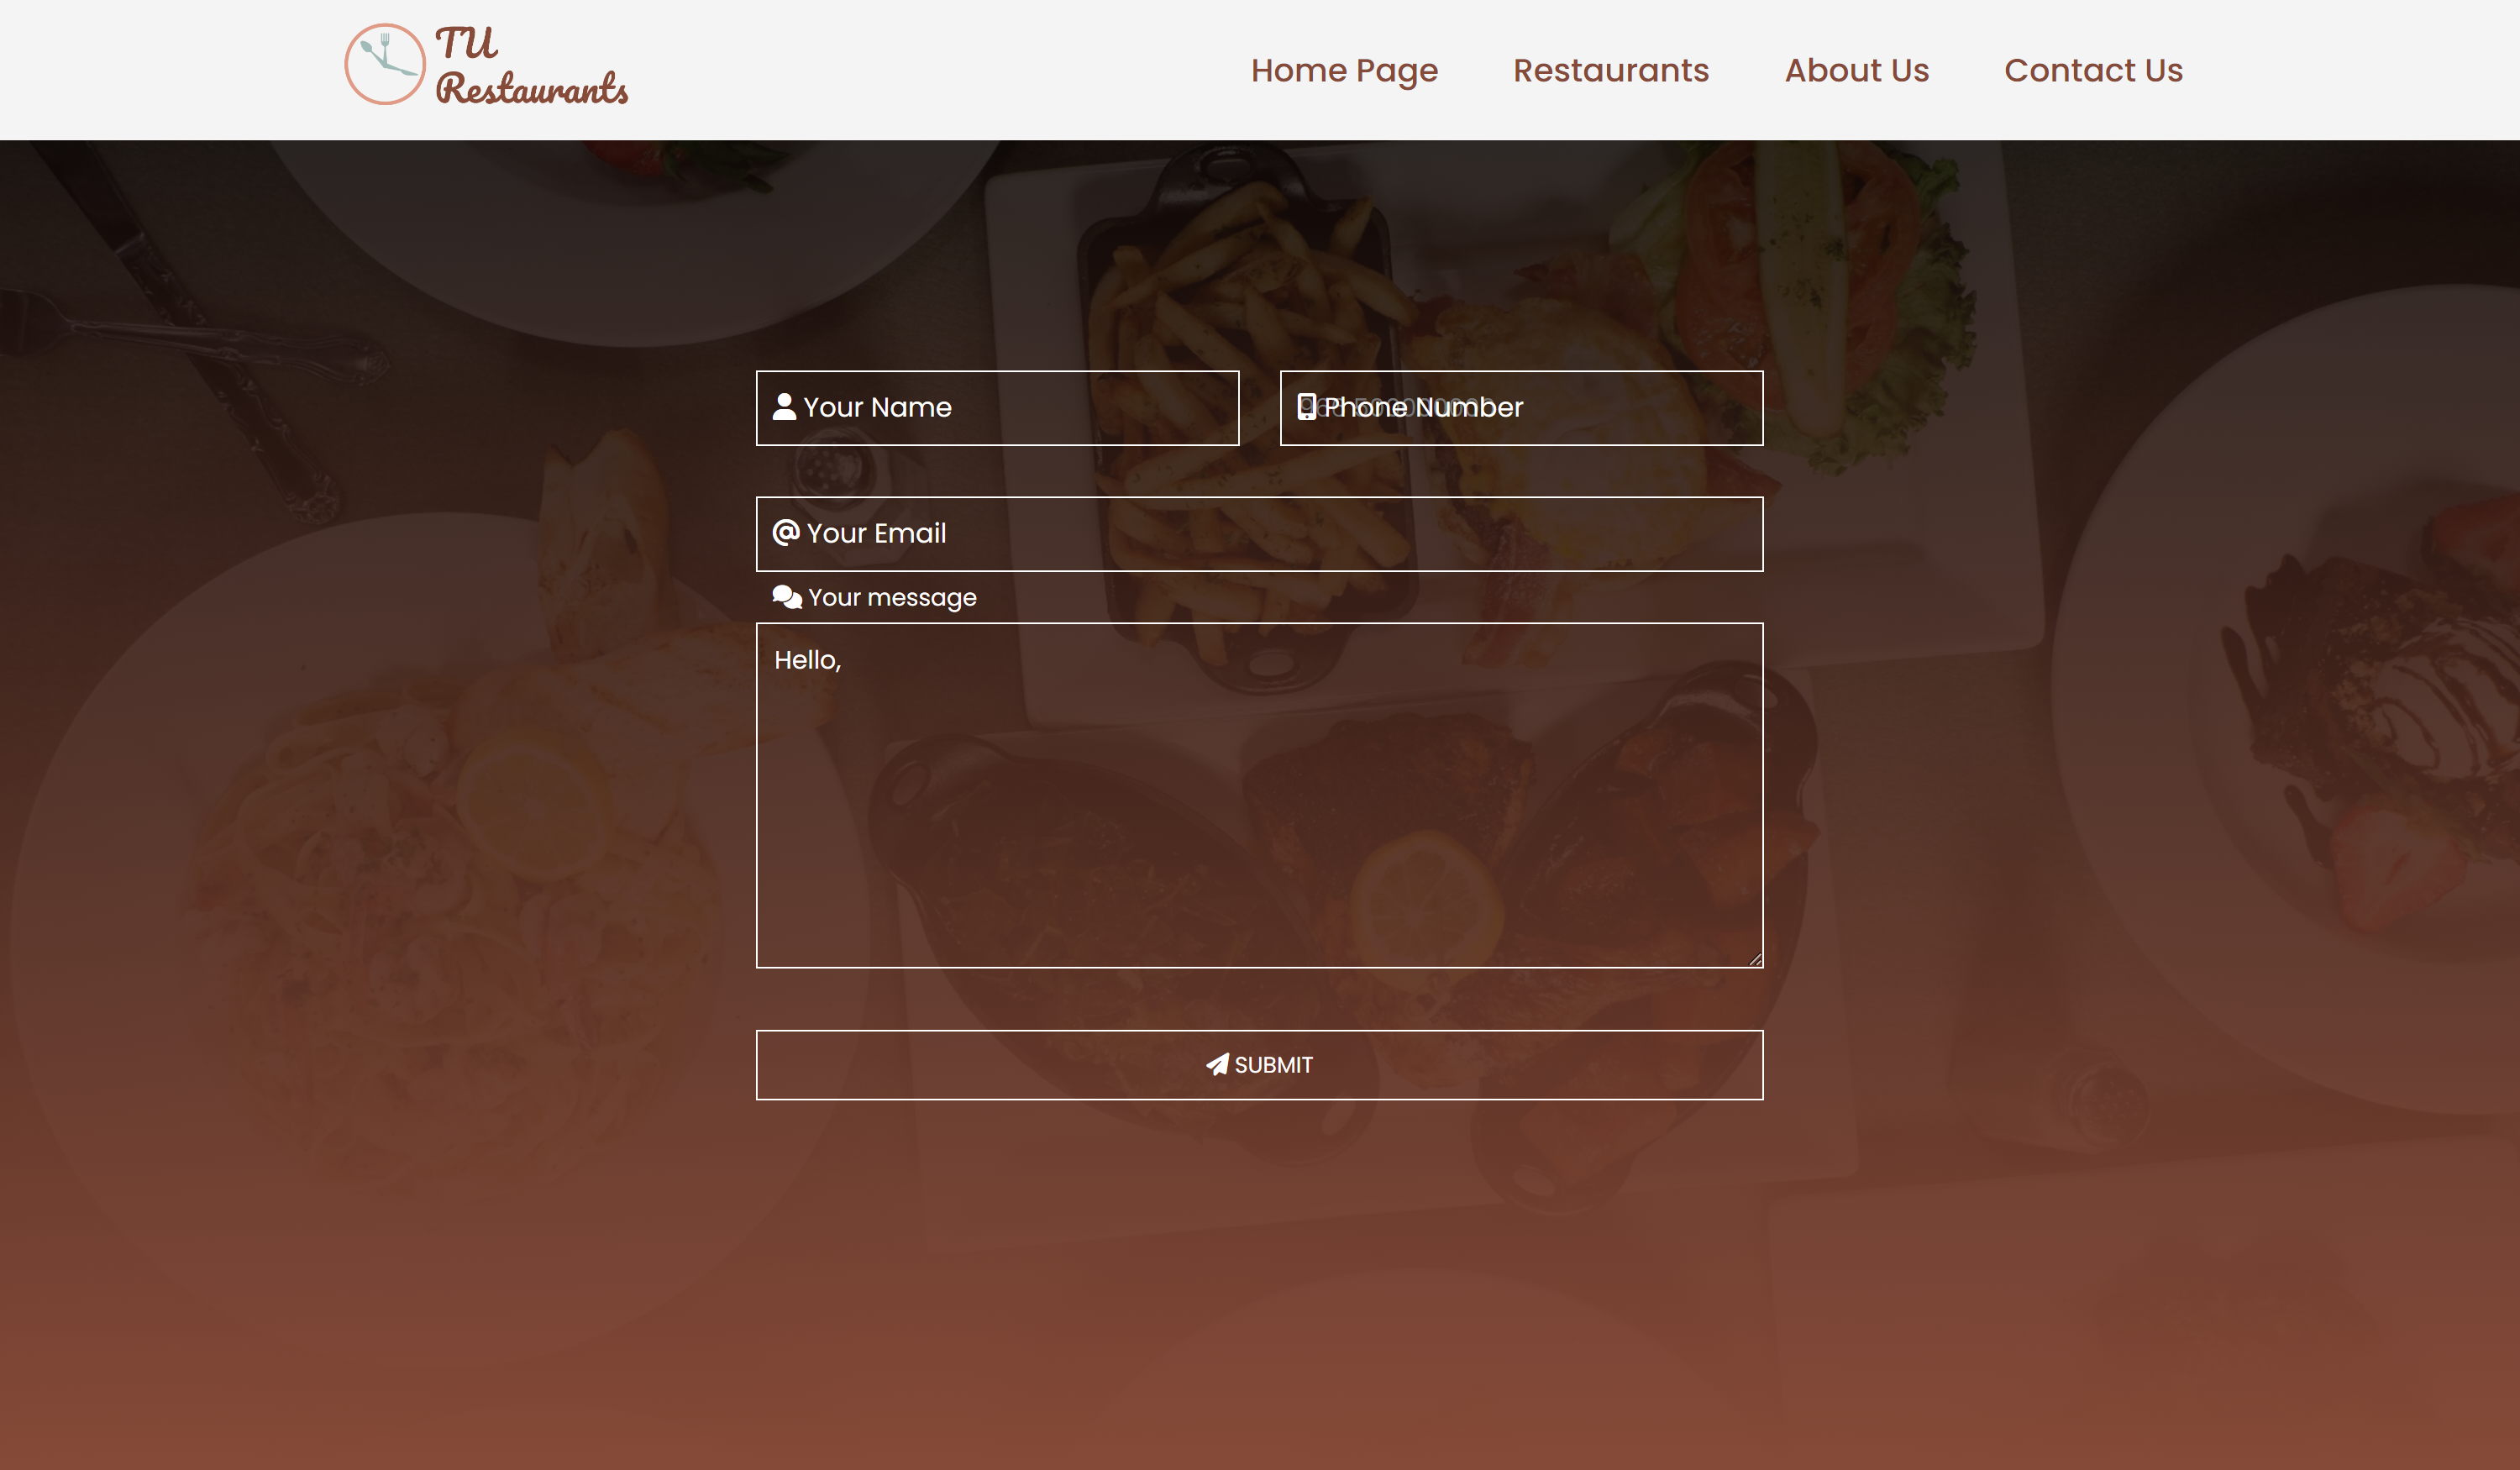 TU
Restaurants
Home Page
Restaurants
About Us
Contact Us
Your Name
Phone Number
Your Email
Your message
Hello,
SUBMIT